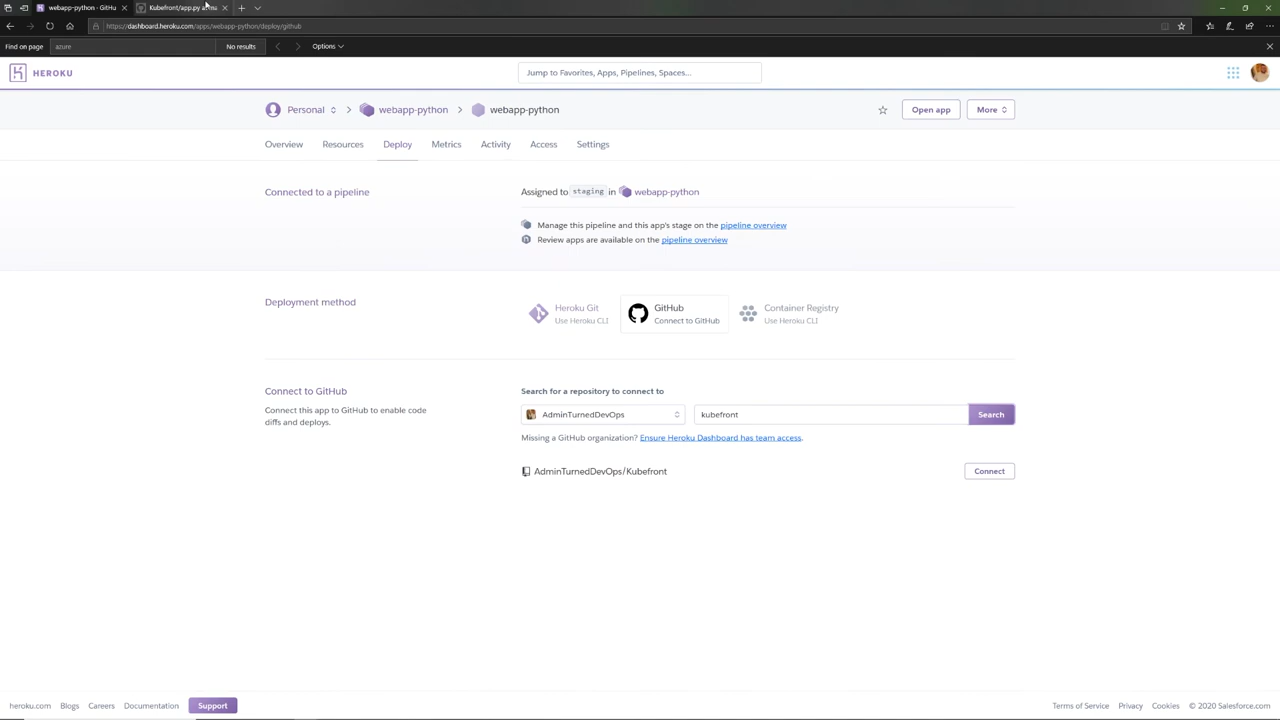 webapp-python - GitHu
Kubefront/app.py at ma
https://dashboard.heroku.com/apps/webapp-python/deploy/github
Find on page
azure
No results
Options
HEROKU
Jump to Favorites, Apps, Pipelines, Spaces...
Personal
webapp-python
webapp-python
Open app
More
Overview
Resources
Deploy
Metrics
Activity
Access
Settings
Connected to a pipeline
Assigned to staging in webapp-python
Manage this pipeline and this app's stage on the pipeline overview
Review apps are available on the pipeline overview
Deployment method
Heroku Git
Use Heroku CLI
GitHub
Connect to GitHub
Container Registry
Use Heroku CLI
Connect to GitHub
Connect this app to GitHub to enable code
diffs and deploys.
Search for a repository to connect to
AdminTurnedDevOps
kubefront
Search
Missing a GitHub organization? Ensure Heroku Dashboard has team access.
AdminTurnedDevOps/Kubefront
Connect
heroku.com
Blogs
Careers
Documentation
Support
Terms of Service
Privacy
Cookies
© 2020 Salesforce.com